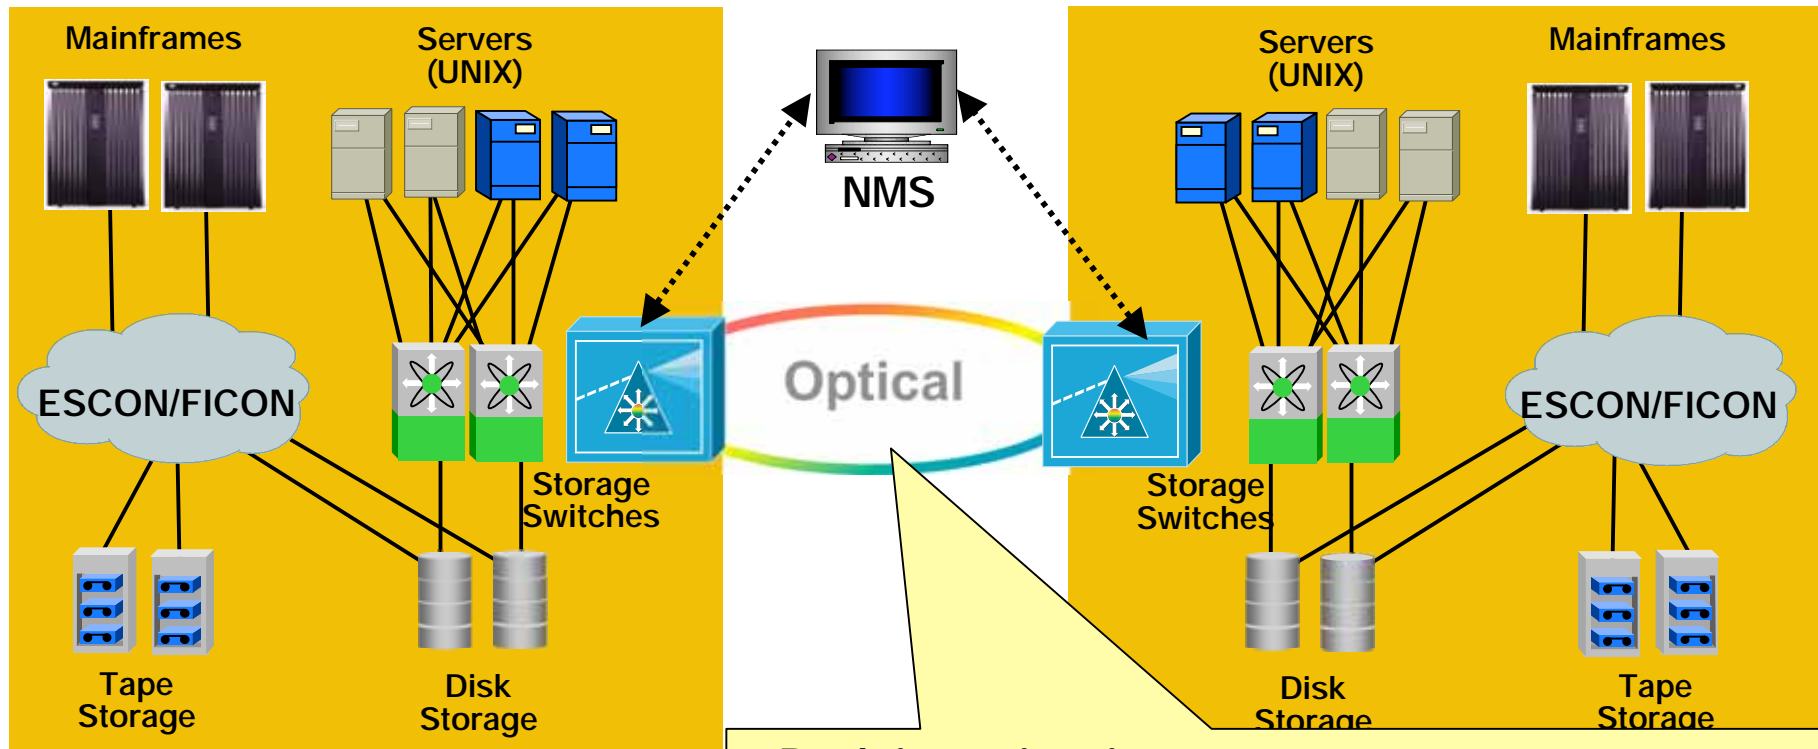 Mainframes
Servers
(UNIX)
NMS
Servers
(UNIX)
Mainframes
ESCON/FICON
Optical
ESCON/FICON
Storage
Switches
Storage
Switches
Tape
Storage
Disk
Storage
Disk
Storage
Tape
Storage